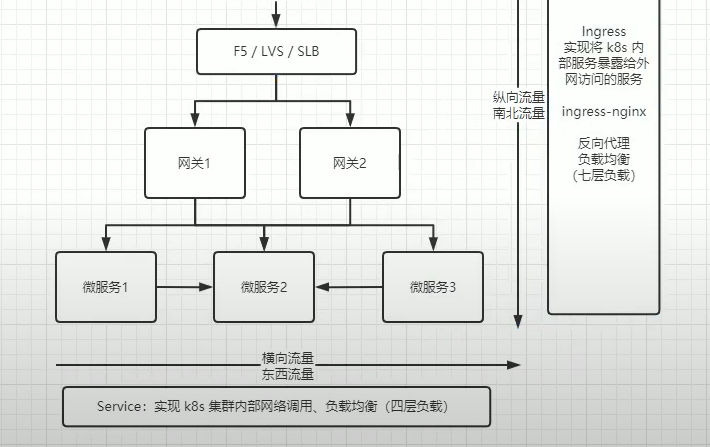 F5 / LVS / SLB
网关1
网关2
微服务1
微服务2
微服务3
横向流量
东西流量
Service：实现 k8s 集群内部网络调用、负载均衡（四层负载）
纵向流量
南北流量
Ingress
实现将 k8s 内
部服务暴露给外
网访问的服务
ingress-nginx
反向代理
负载均衡
（七层负载）